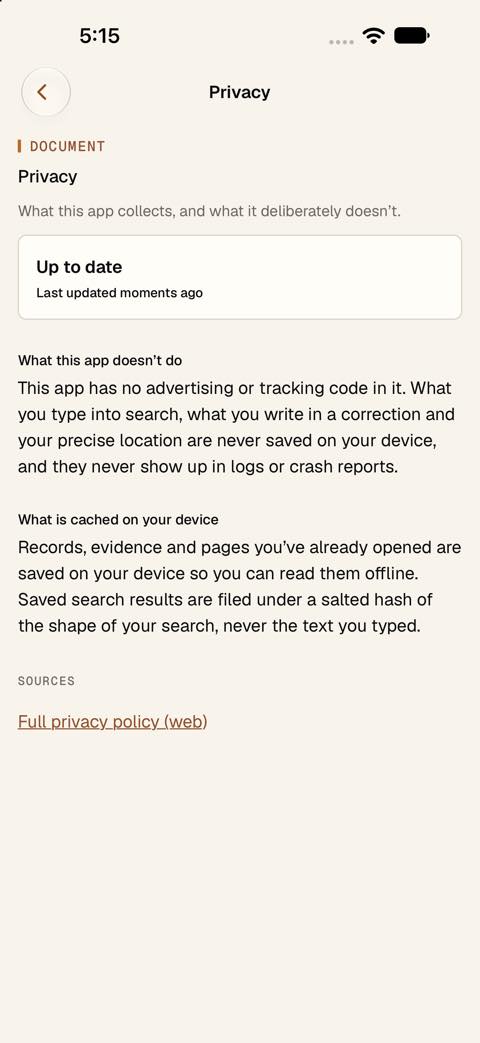 5:15
Privacy
DOCUMENT
Privacy
What this app collects, and what it deliberately doesn’t.
Up to date
Last updated moments ago
What this app doesn’t do
This app has no advertising or tracking code in it. What
you type into search, what you write in a correction and
your precise location are never saved on your device,
and they never show up in logs or crash reports.
What is cached on your device
Records, evidence and pages you’ve already opened are
saved on your device so you can read them offline.
Saved search results are filed under a salted hash of
the shape of your search, never the text you typed.
SOURCES
Full privacy policy (web)